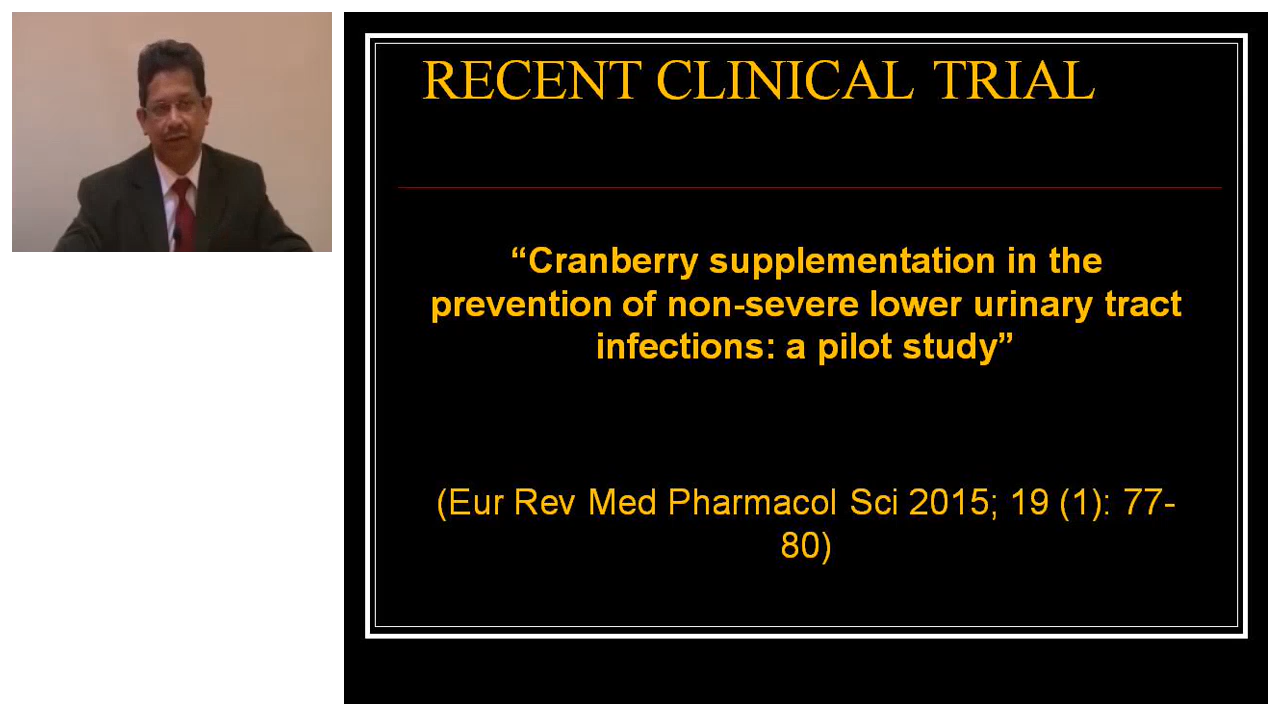 RECENT CLINICAL TRIAL
“Cranberry supplementation in the
prevention of non-severe lower urinary tract
infections: a pilot study”
(Eur Rev Med Pharmacol Sci 2015; 19 (1): 77-
80)